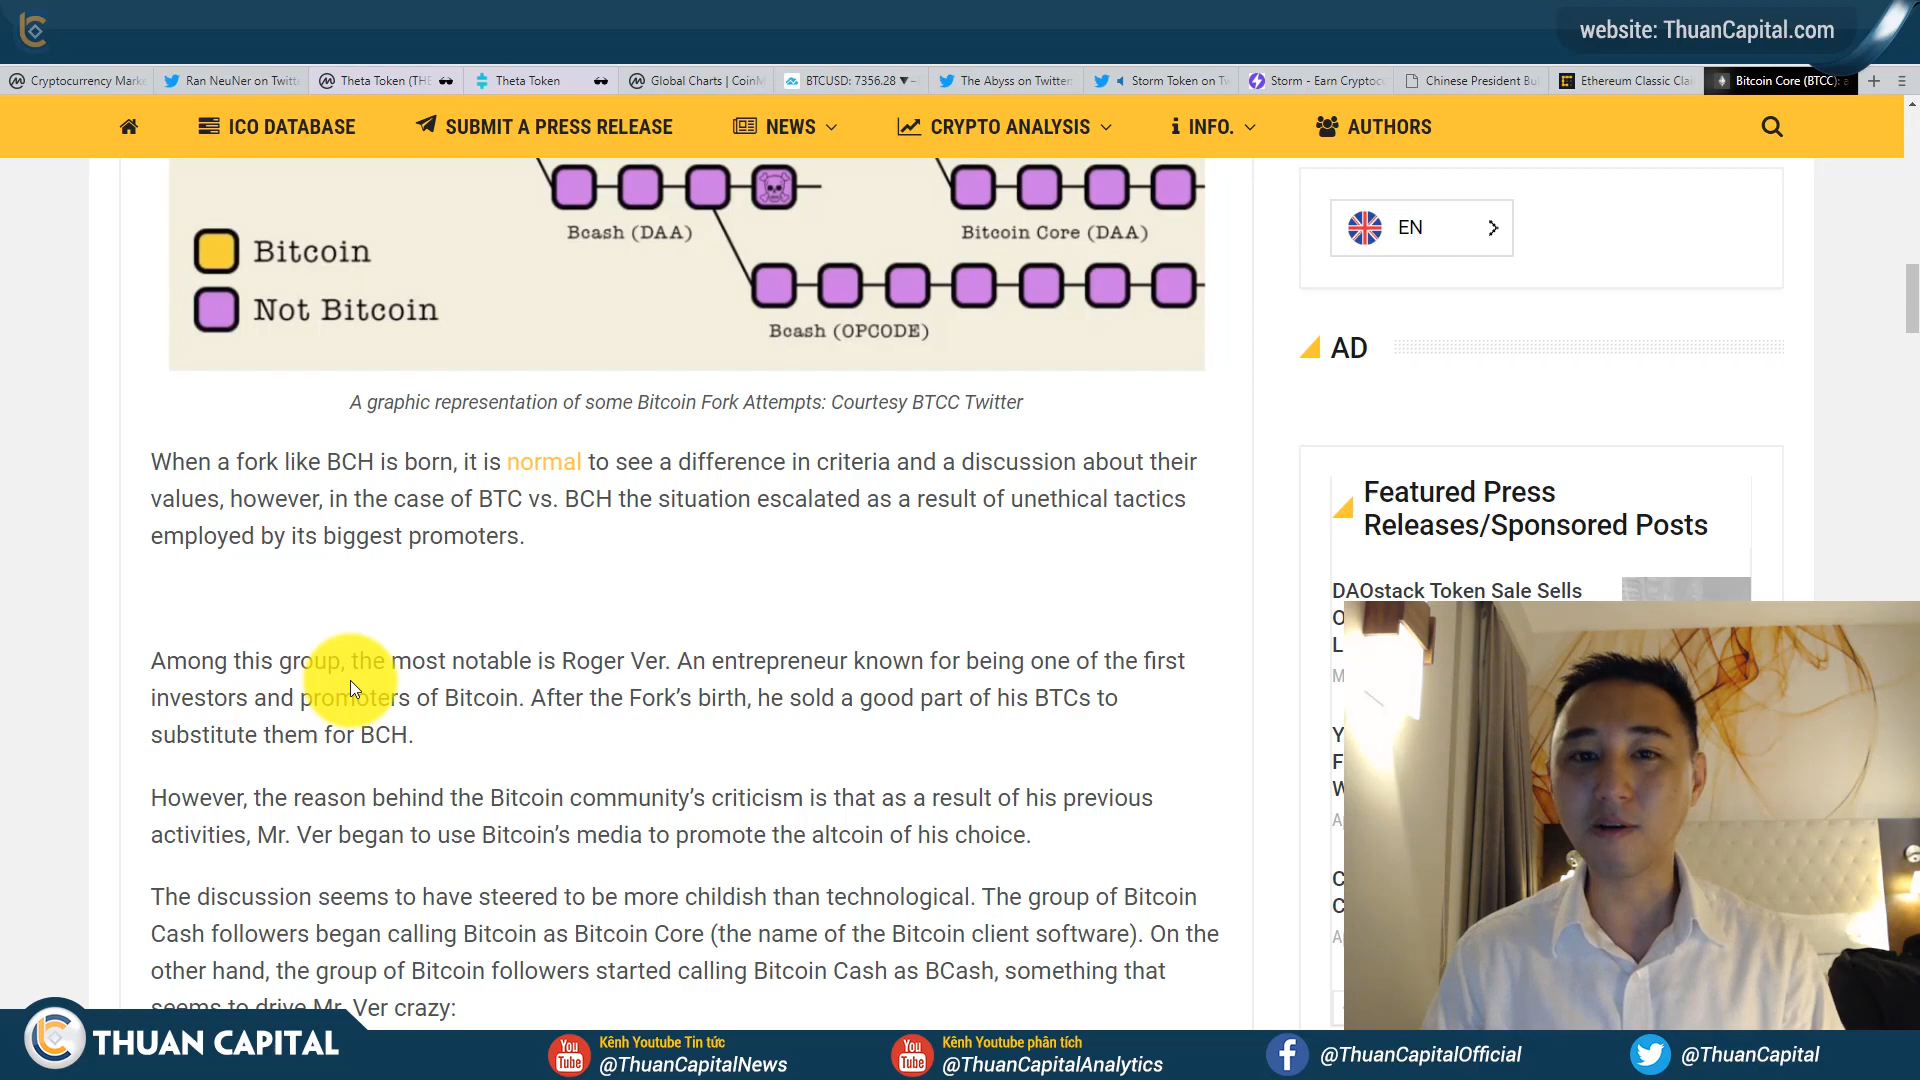 website: ThuanCapital.com
Cryptocurrency Marke
Ran NeuNer on Twitte
Theta Token (THE
Theta Token
Global Charts | CoinM
BTCUSD: 7356.28 ▼
The Abyss on Twitter:
Storm Token on Tw
Storm - Earn Cryptoc
Chinese President Bu
Ethereum Classic Cla
Bitcoin Core (BTCC): a
ICO DATABASE
SUBMIT A PRESS RELEASE
NEWS
CRYPTO ANALYSIS
INFO.
AUTHORS
Bcash (DAA)
Bitcoin Core (DAA)
Bitcoin
Not Bitcoin
Bcash (OPCODE)
A graphic representation of some Bitcoin Fork Attempts: Courtesy BTCC Twitter
When a fork like BCH is born, it is normal to see a difference in criteria and a discussion about their
values, however, in the case of BTC vs. BCH the situation escalated as a result of unethical tactics
employed by its biggest promoters.
Among this group, the most notable is Roger Ver. An entrepreneur known for being one of the first
investors and promoters of Bitcoin. After the Fork's birth, he sold a good part of his BTCs to
substitute them for BCH.
However, the reason behind the Bitcoin community's criticism is that as a result of his previous
activities, Mr. Ver began to use Bitcoin's media to promote the altcoin of his choice.
The discussion seems to have steered to be more childish than technological. The group of Bitcoin
Cash followers began calling Bitcoin as Bitcoin Core (the name of the Bitcoin client software). On the
other hand, the group of Bitcoin followers started calling Bitcoin Cash as BCash, something that
seems to drive Mr. Ver crazy:
EN
AD
Featured Press
Releases/Sponsored Posts
DAOstack Token Sale Sells
O
L
M
Y
F
W
A
C
C
A
THUAN CAPITAL
You
Tube
Kênh Youtube Tin tức
@ThuanCapitalNews
You
Tube
Kênh Youtube phân tích
@ThuanCapitalAnalytics
@ThuanCapitalOfficial
@ThuanCapital